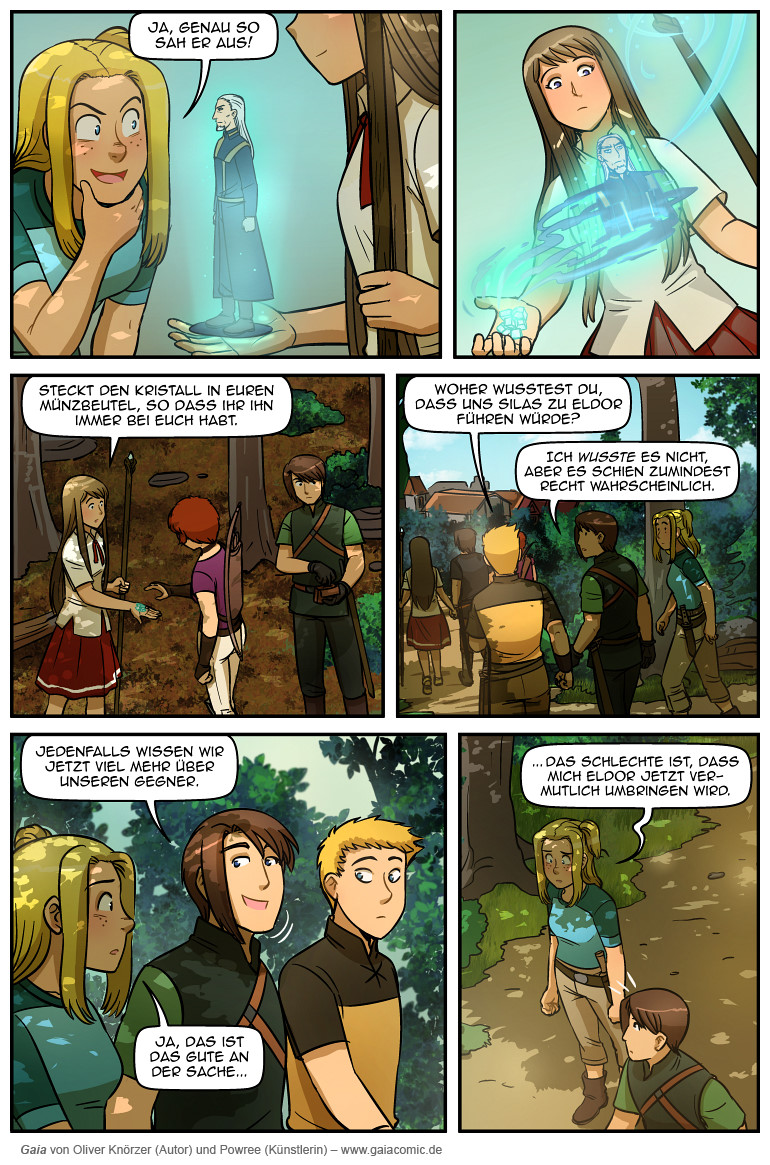 JA, GENAU SO
SAH ER AUS!
STECKT DEN KRISTALL IN EUREN
MÜNZBEUTEL, SO DASS IHR IHN
IMMER BEI EUCH HABT.
WOHER WUSSTEST DU,
DASS UNS SILAS ZU ELDOR
FÜHREN WÜRDE?
ICH WUSSTE ES NICHT,
ABER ES SCHIEN ZUMINDEST
RECHT WAHRSCHEINLICH.
JEDENFALLS WISSEN WIR
JETZT VIEL MEHR ÜBER
UNSEREN GEGNER.
JA, DAS IST
DAS GUTE AN
DER SACHE...
...DAS SCHLECHTE IST, DASS
MICH ELDOR JETZT VER-
MUTLICH UMBRINGEN WIRD.
Gaia von Oliver Knörzer (Autor) und Powree (Künstlerin) – www.gaiacomic.de